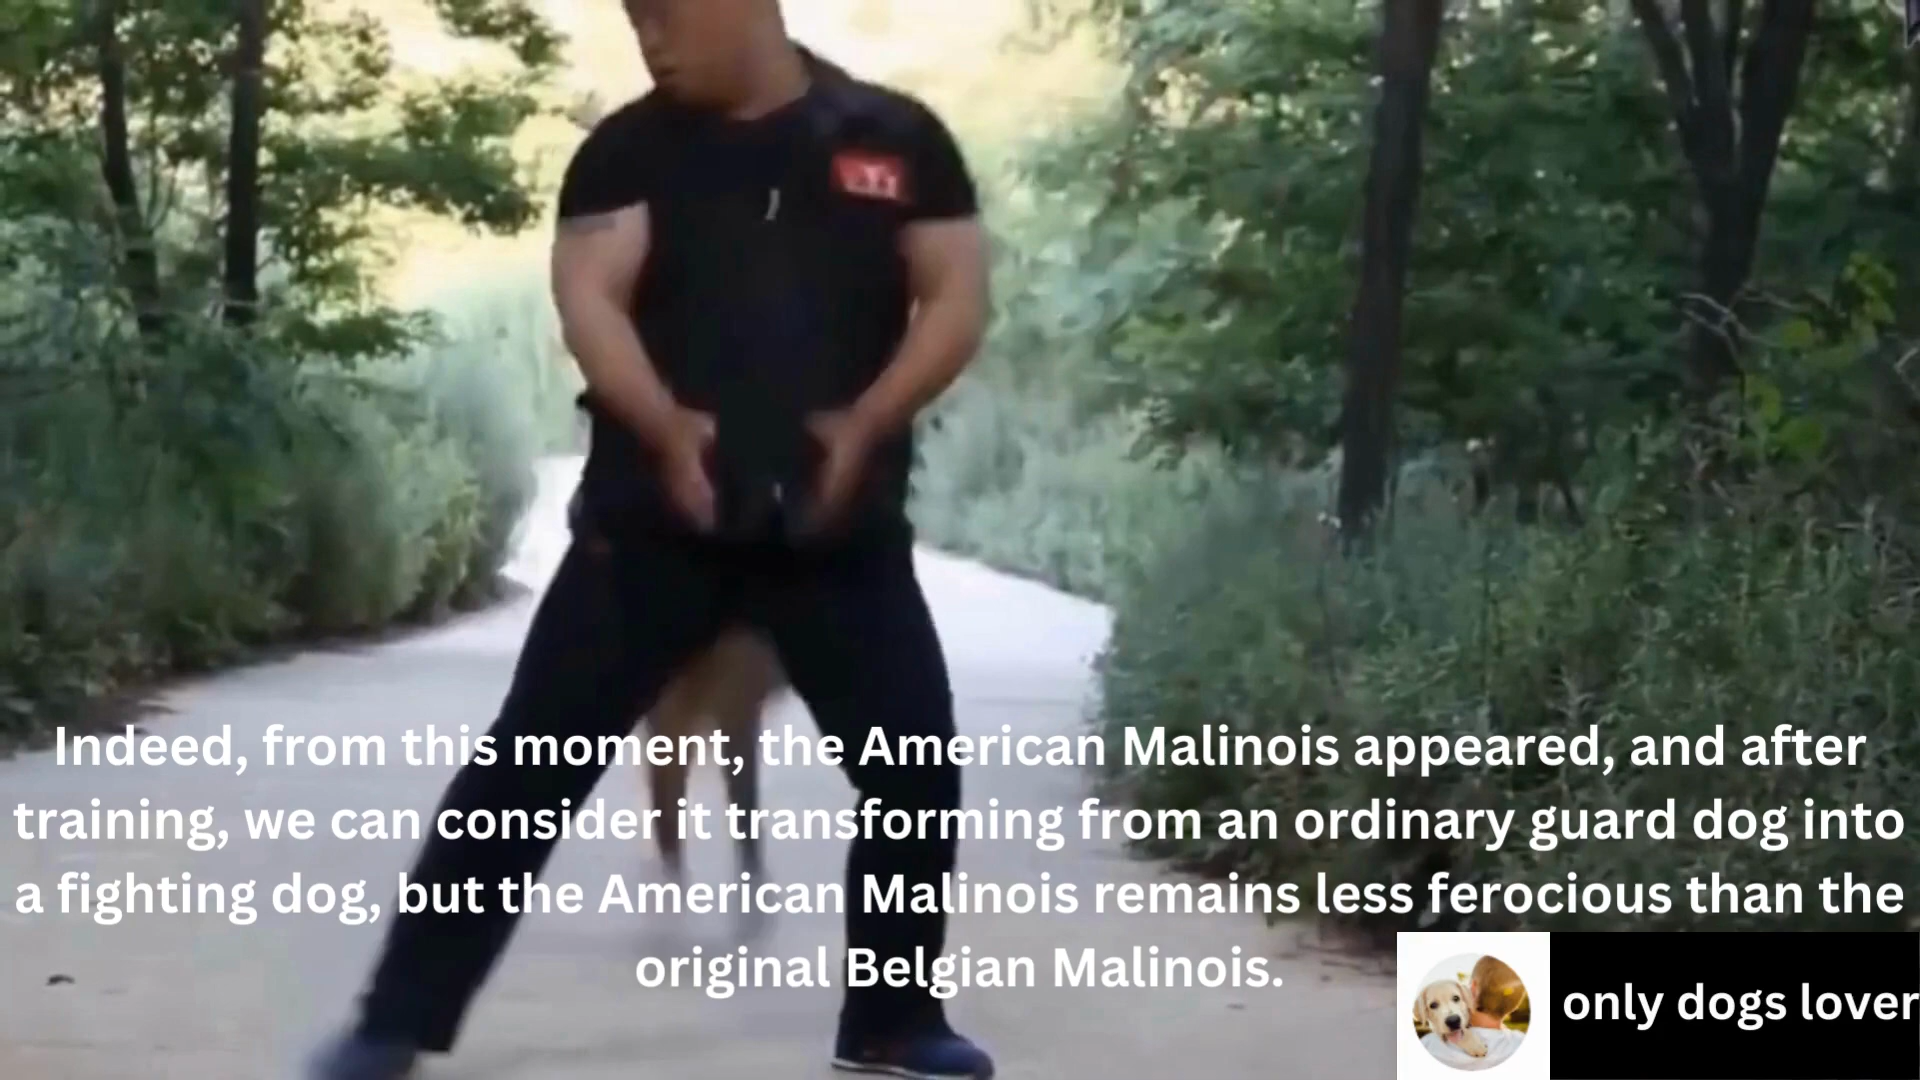 Indeed, from this moment, the American Malinois appeared, and after
training, we can consider it transforming from an ordinary guard dog into
a fighting dog, but the American Malinois remains less ferocious than the
original Belgian Malinois.
only dogs lover